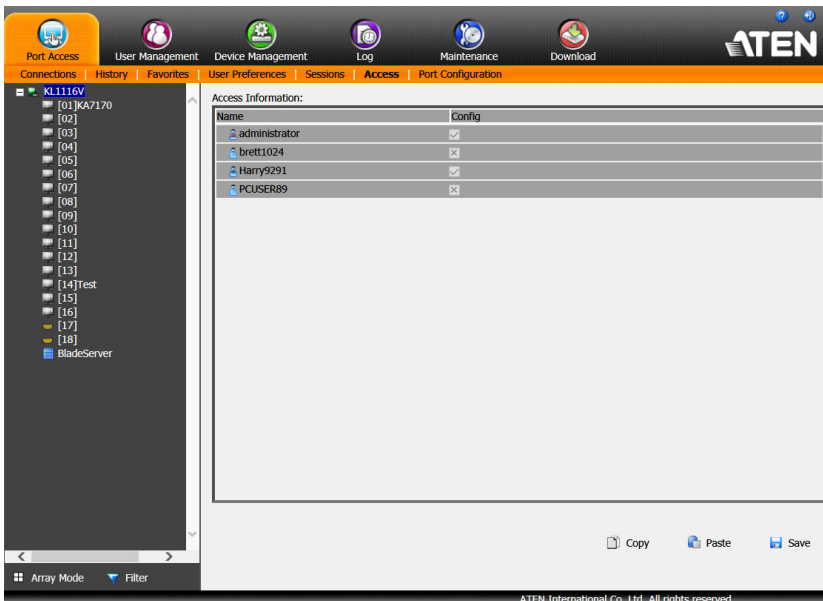 Port Access User Management Device Management Log Maintenance Download ATEN
Connections History Favorites User Preferences Sessions Access Port Configuration
KL1116V
[01]KA7170
[02]
[03]
[04]
[05]
[06]
[07]
[08]
[09]
[10]
[11]
[12]
[13]
[14]Test
[15]
[16]
[17]
[18]
BladeServer
Array Mode Filter
Access Information:
Name Config
administrator
brett1024
Harry9291
PCUSER89
Copy Paste Save
ATEN International Co. Ltd. All rights reserved.